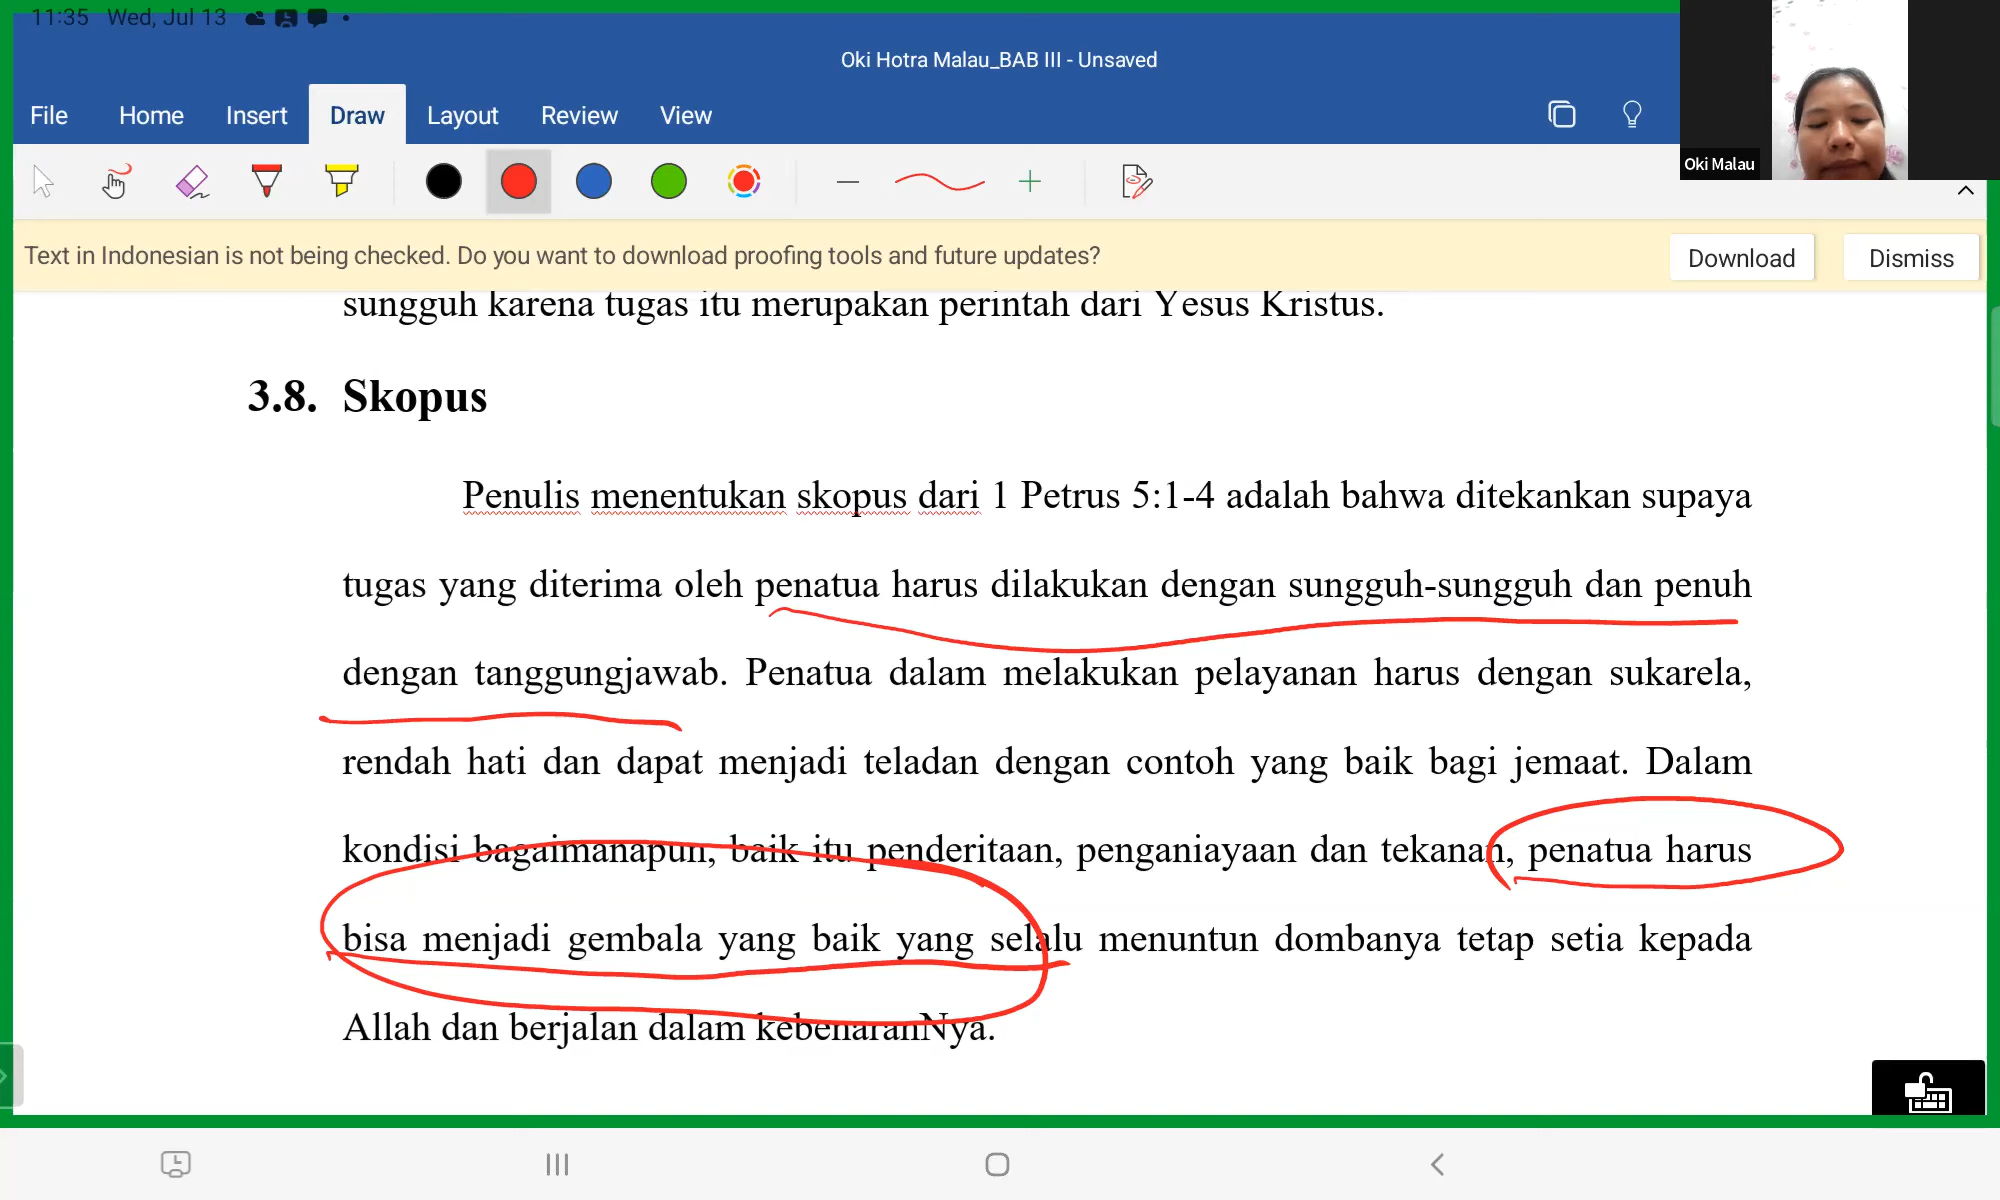 11:35 Wed, Jul 13
Oki Hotra Malau_BAB III - Unsaved
File Home Insert Draw Layout Review View
Oki Malau
Text in Indonesian is not being checked. Do you want to download proofing tools and future updates? Download Dismiss
sungguh karena tugas itu merupakan perintah dari Yesus Kristus.
3.8. Skopus
Penulis menentukan skopus dari 1 Petrus 5:1-4 adalah bahwa ditekankan supaya
tugas yang diterima oleh penatua harus dilakukan dengan sungguh-sungguh dan penuh
dengan tanggungjawab. Penatua dalam melakukan pelayanan harus dengan sukarela,
rendah hati dan dapat menjadi teladan dengan contoh yang baik bagi jemaat. Dalam
kondisi bagaimanapun, baik itu penderitaan, penganiayaan dan tekanan, penatua harus
bisa menjadi gembala yang baik yang selalu menuntun dombanya tetap setia kepada
Allah dan berjalan dalam kebenaranNya.